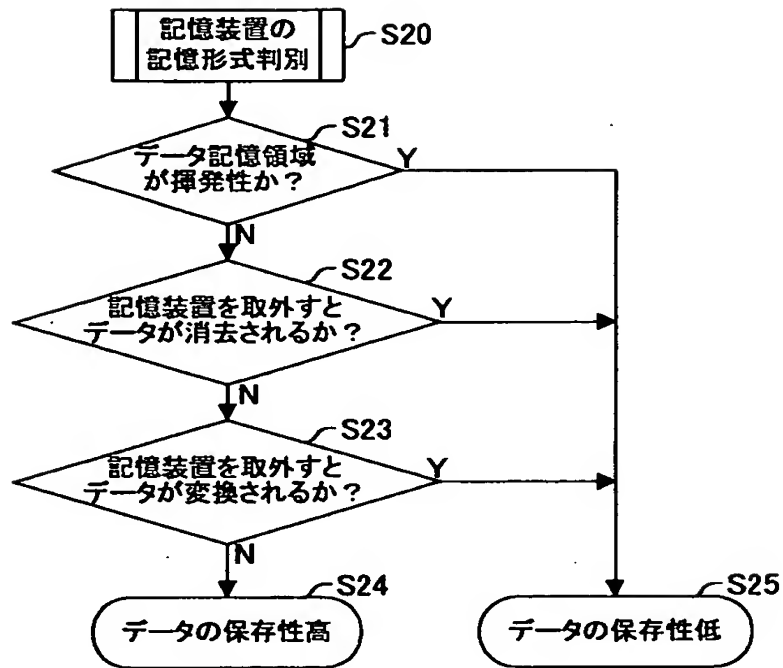 記憶装置の
記憶形式判別
S20
S21
データ記憶領域
が揮発性か？
Y
N
S22
記憶装置を取外すと
データが消去されるか？
Y
N
S23
記憶装置を取外すと
データが変換されるか？
Y
N
S24
データの保存性高
S25
データの保存性低